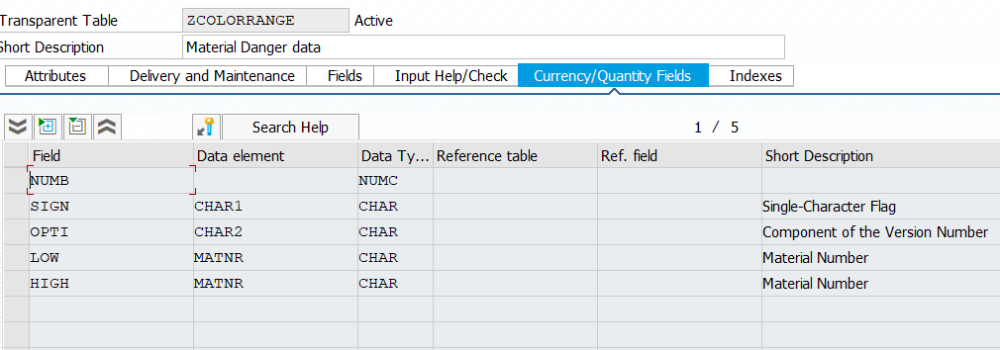 Transparent Table ZCOLORRANGE Active
Short Description Material Danger data
Attributes Delivery and Maintenance Fields Input Help/Check Currency/Quantity Fields Indexes
Search Help 1 / 5
Field Data element Data Ty... Reference table Ref. field Short Description
NUMB NUMC
SIGN CHAR1 CHAR Single-Character Flag
OPTI CHAR2 CHAR Component of the Version Number
LOW MATNR CHAR Material Number
HIGH MATNR CHAR Material Number